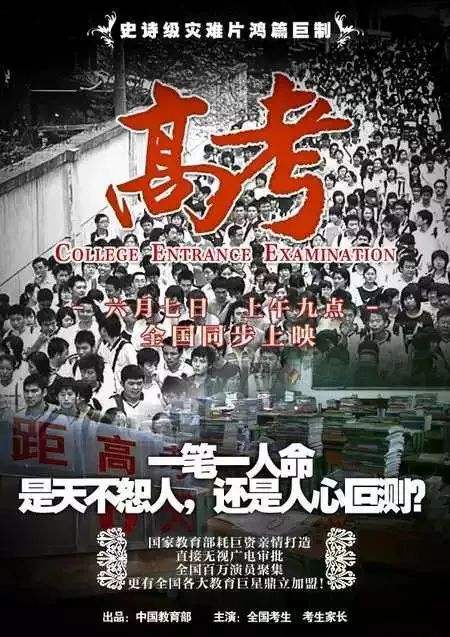 史诗级灾难片鸿篇巨制
高考
COLLEGE ENTRANCE EXAMINATION
- 六月七日 上午九点 -
全国同步上映
距高考
一笔一人命
是天不恕人，还是人心叵测？
国家教育部耗巨资亲情打造
直接无视广电审批
全国百万演员聚集
更有全国各大教育巨星鼎立加盟！
出品：中国教育部 主演：全国考生 考生家长